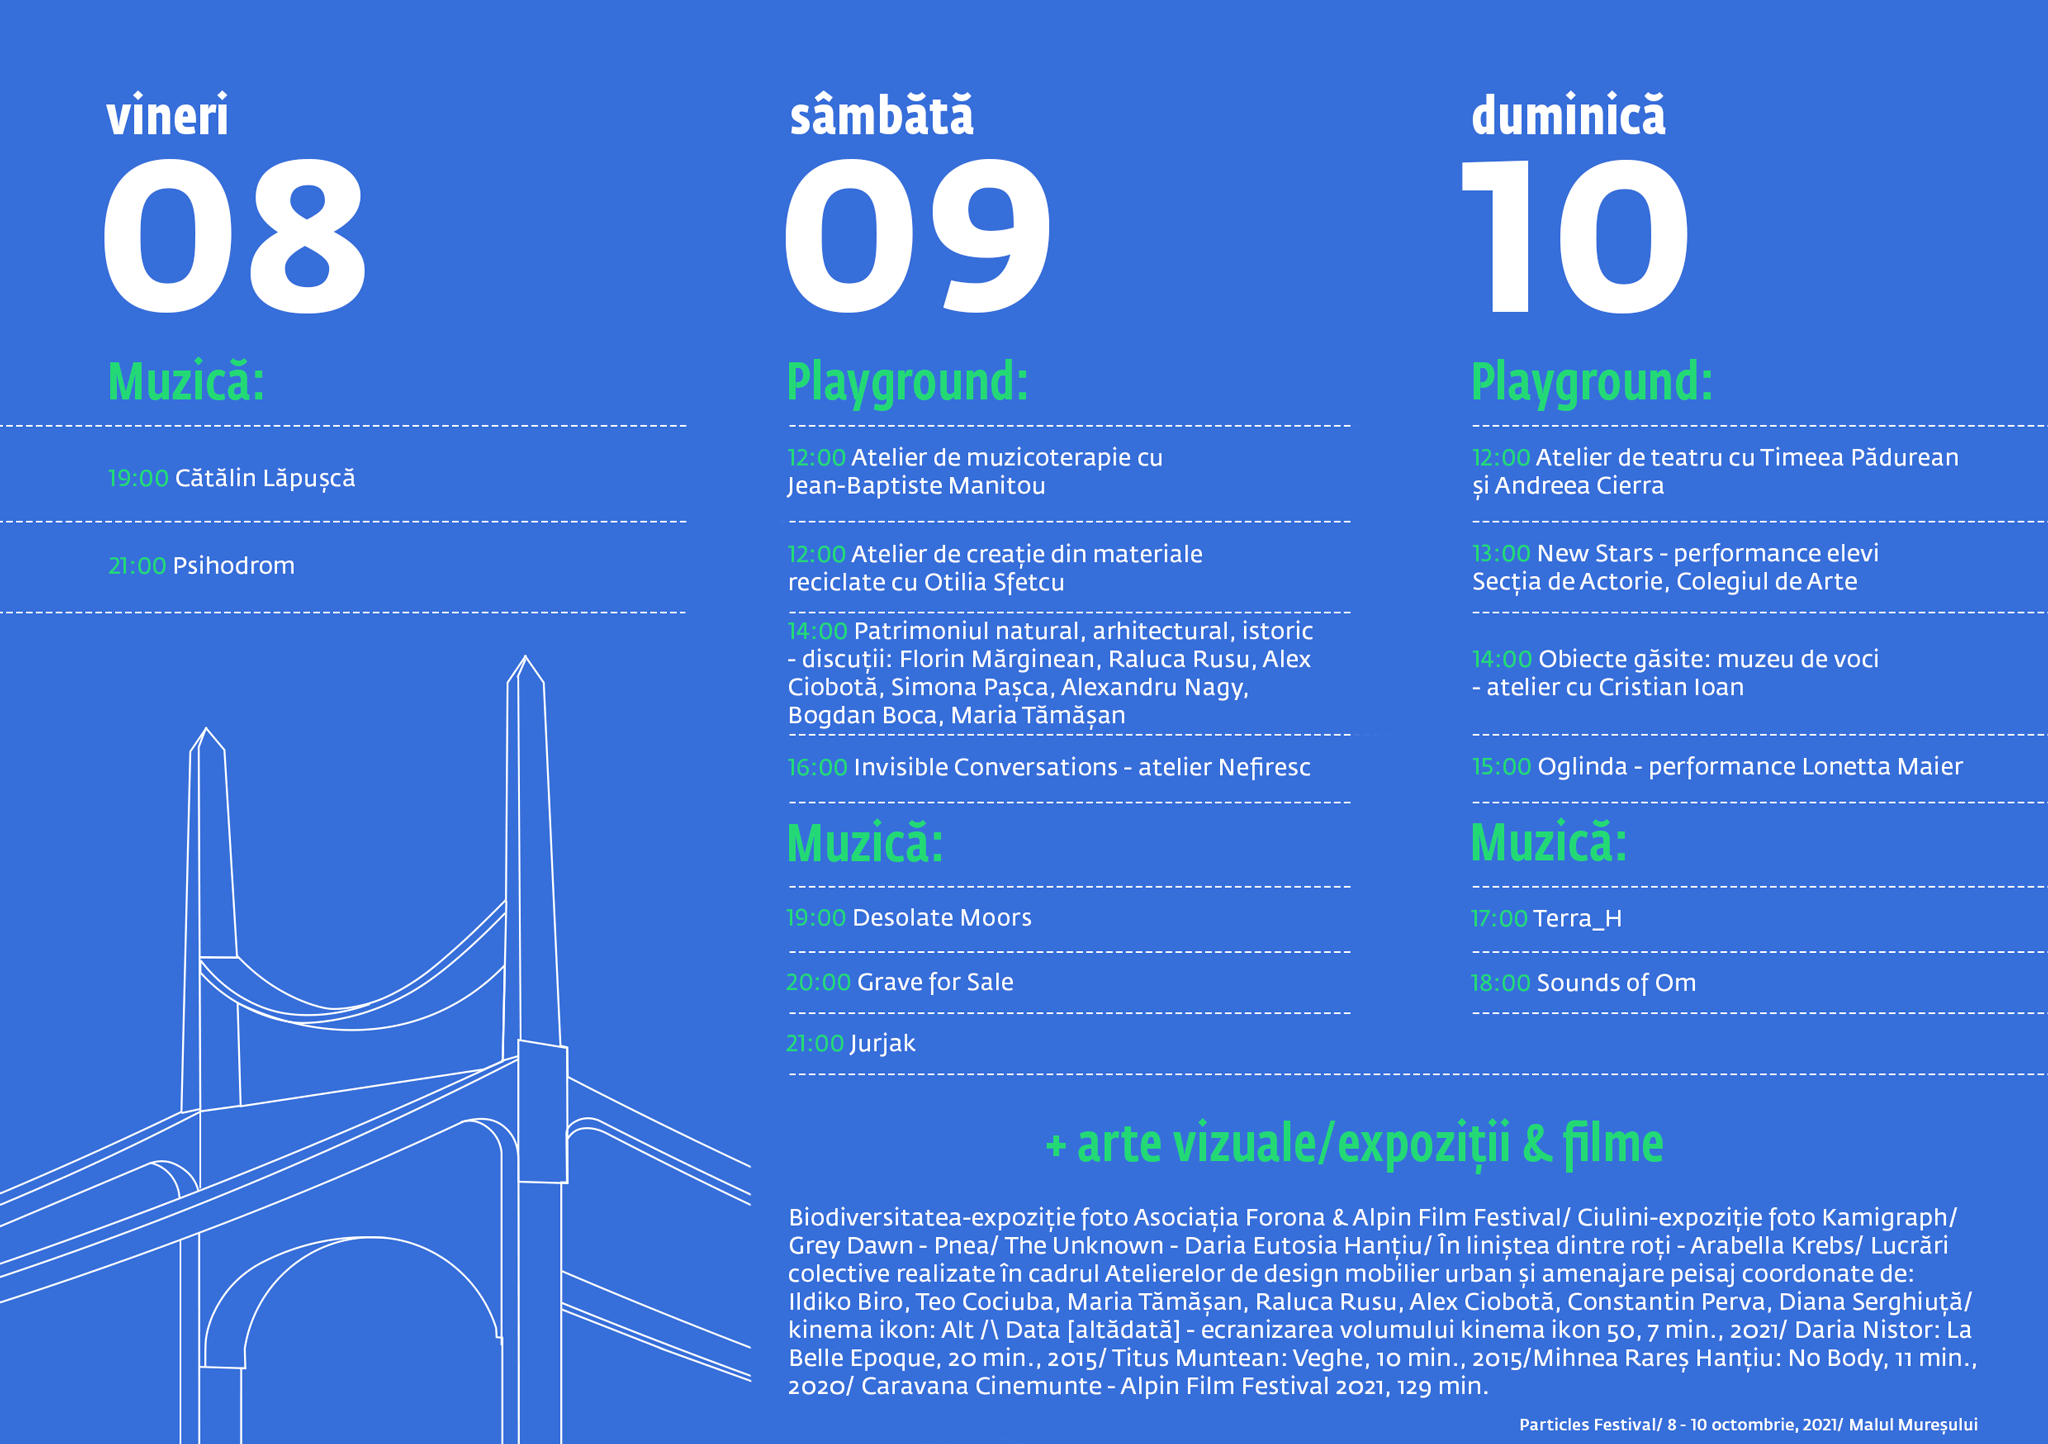 vineri
08
Muzică:
19:00 Cătălin Lăpușcă
21:00 Psihodrom
sâmbătă
09
Playground:
12:00 Atelier de muzicoterapie cu
Jean-Baptiste Manitou
12:00 Atelier de creație din materiale
reciclate cu Otilia Sfetcu
14:00 Patrimoniul natural, arhitectural, istoric
- discuții: Florin Mărginean, Raluca Rusu, Alex
Ciobotă, Simona Pașca, Alexandru Nagy,
Bogdan Boca, Maria Tămășan
16:00 Invisible Conversations - atelier Nefiresc
Muzică:
19:00 Desolate Moors
20:00 Grave for Sale
21:00 Jurjak
duminică
10
Playground:
12:00 Atelier de teatru cu Timeea Pădurean
și Andreea Cierra
13:00 New Stars - performance elevi
Secția de Actorie, Colegiul de Arte
14:00 Obiecte găsite: muzeu de voci
- atelier cu Cristian Ioan
15:00 Oglinda - performance Lonetta Maier
Muzică:
17:00 Terra_H
18:00 Sounds of Om
+ arte vizuale/expoziții & filme
Biodiversitatea-expoziție foto Asociația Forona & Alpin Film Festival/ Ciulini-expoziție foto Kamigraph/
Grey Dawn - Pnea/ The Unknown - Daria Eutosia Hanțiu/ În liniștea dintre roți - Arabella Krebs/ Lucrări
colective realizate în cadrul Atelierelor de design mobilier urban și amenajare peisaj coordonate de:
Ildiko Biro, Teo Cociuba, Maria Tămășan, Raluca Rusu, Alex Ciobotă, Constantin Perva, Diana Serghiuță/
kinema ikon: Alt /\ Data [altădată] - ecranizarea volumului kinema ikon 50, 7 min., 2021/ Daria Nistor: La
Belle Epoque, 20 min., 2015/ Titus Muntean: Veghe, 10 min., 2015/Mihnea Rareș Hanțiu: No Body, 11 min.,
2020/ Caravana Cinemunte - Alpin Film Festival 2021, 129 min.
Particles Festival/ 8 - 10 octombrie, 2021/ Malul Mureșului